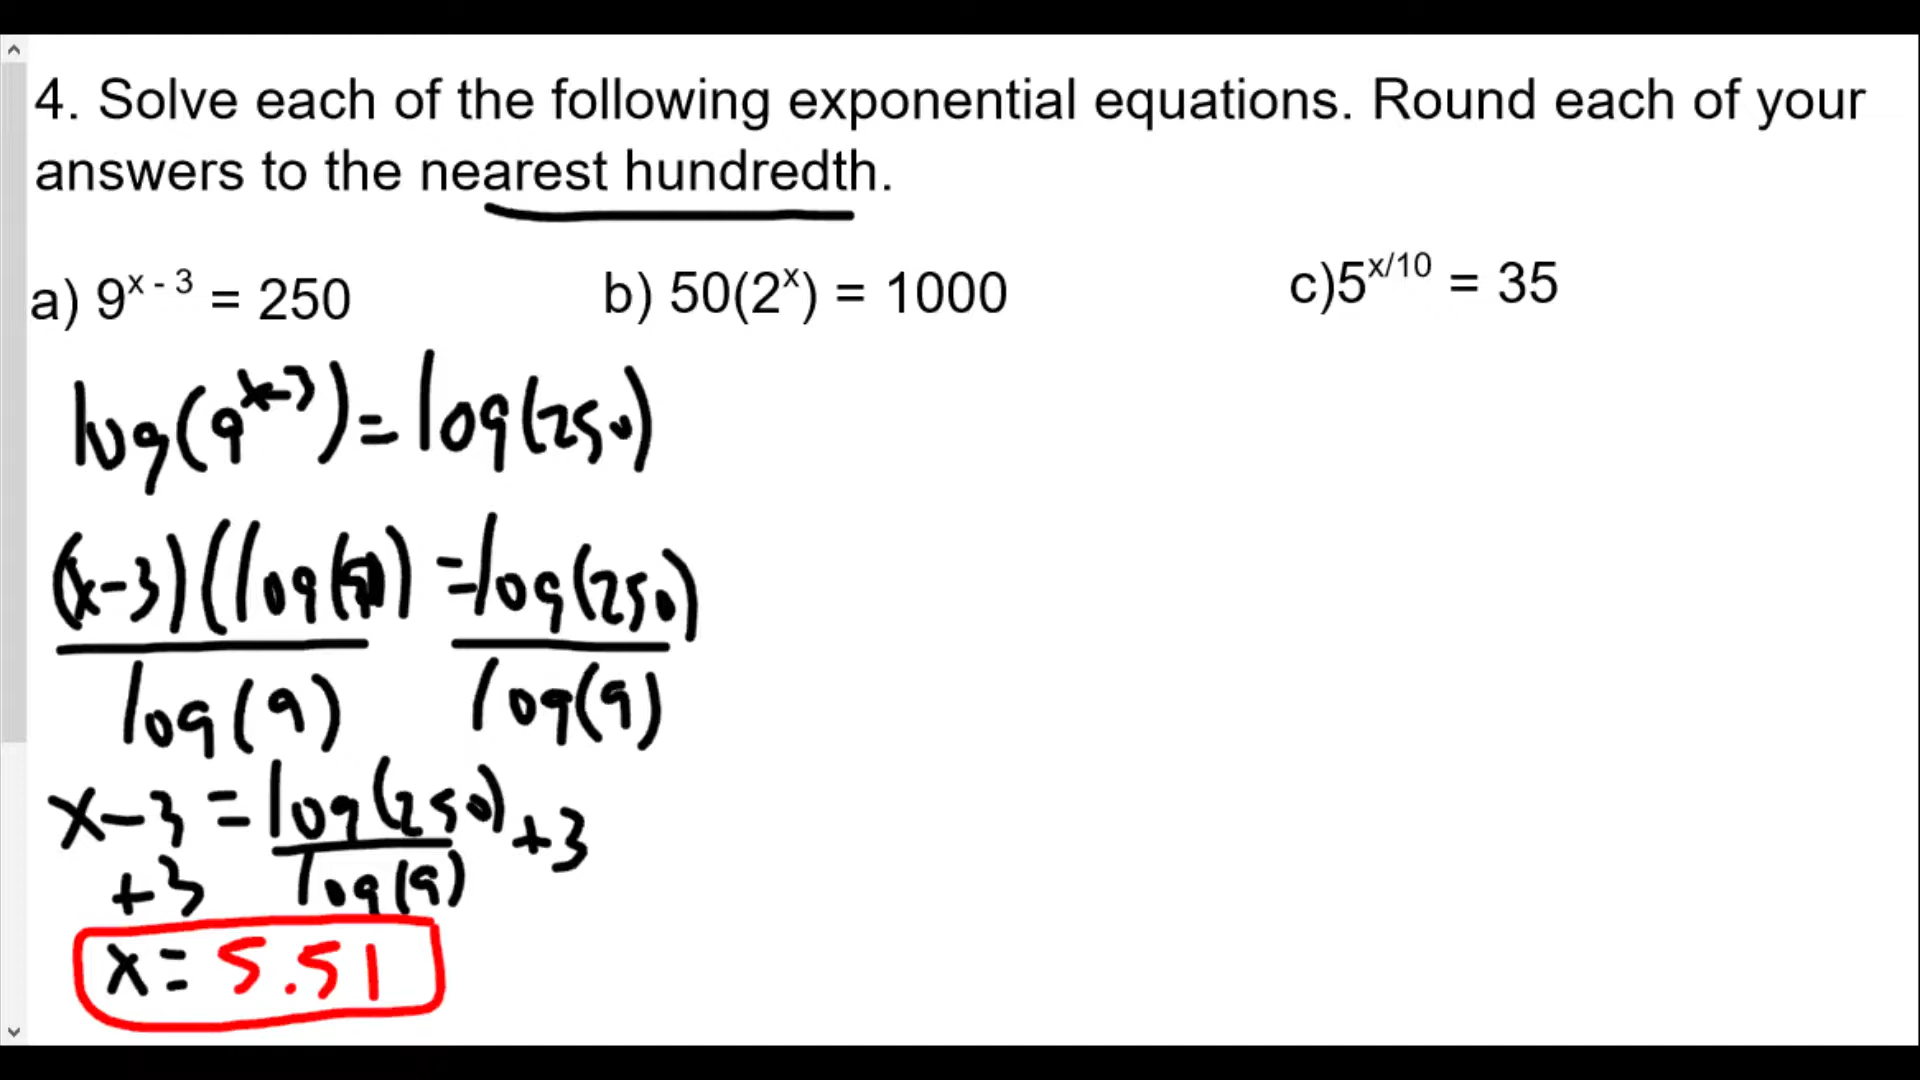 4. Solve each of the following exponential equations. Round each of your
answers to the nearest hundredth.
a) 9^(x - 3) = 250
b) 50(2^x) = 1000
c)5^(x/10) = 35
log(9^(x-3)) = log(250)
(x-3)(log(9)) = log(250)
log(9) log(9)
x-3 = log(250) +3
+3 log(9)
x = 5.51